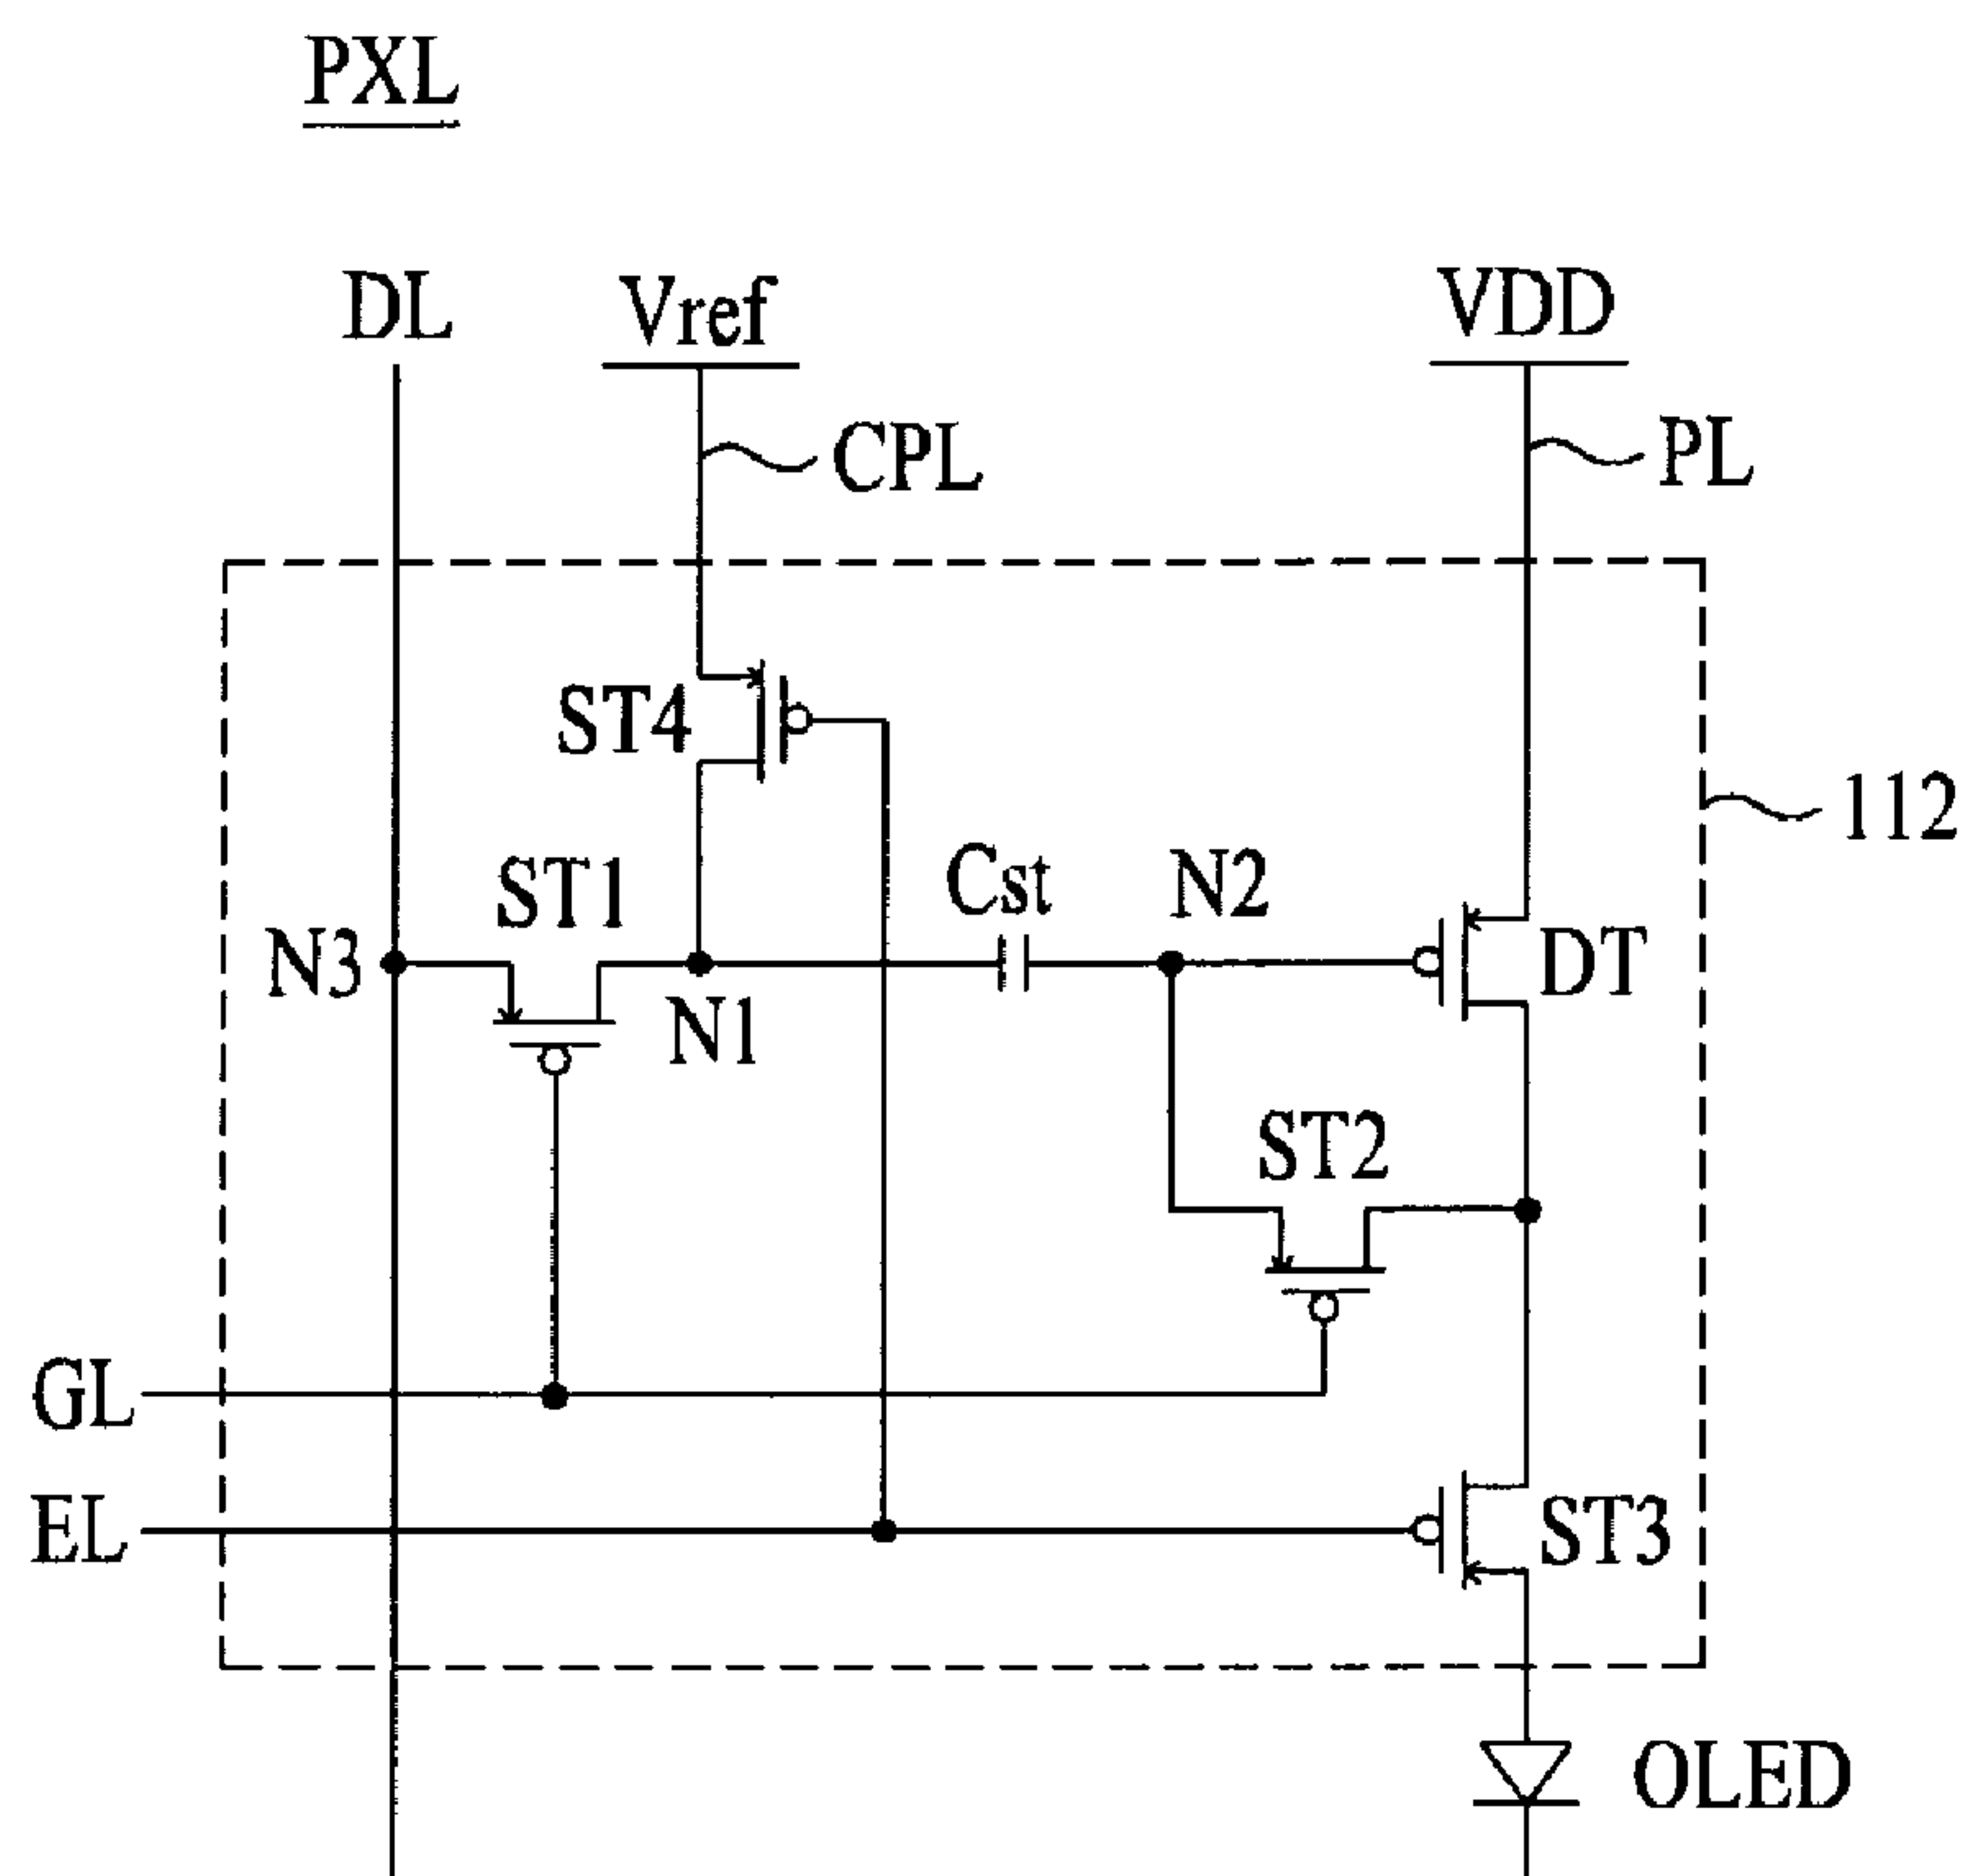 PXL
DL
Vref
VDD
CPL
PL
ST4
112
ST1
Cst
N2
N3
DT
N1
ST2
GL
EL
ST3
OLED